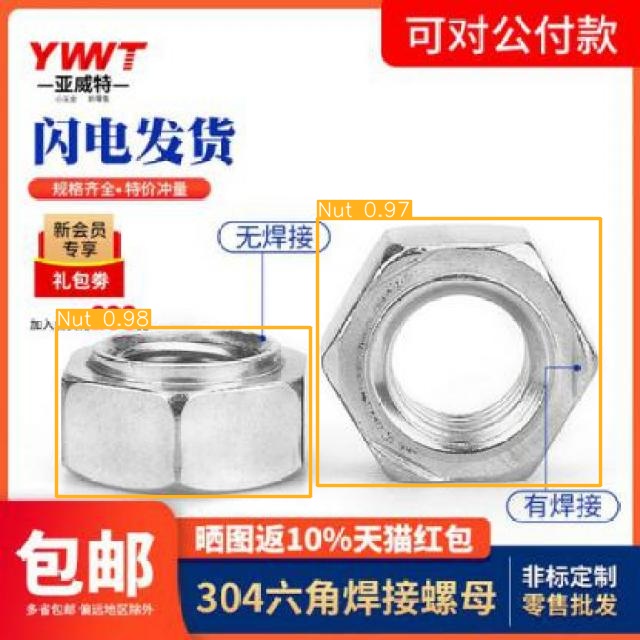 YWT
可对公付款
亚威特
闪电发货
规格齐全·特价冲量
新会员
专享
礼包劵
加入
无焊接
Nut 0.97
Nut 0.98
有焊接
晒图返10%天猫红包
包邮
多省包邮 偏远地区除外
304六角焊接螺母
非标定制
零售批发